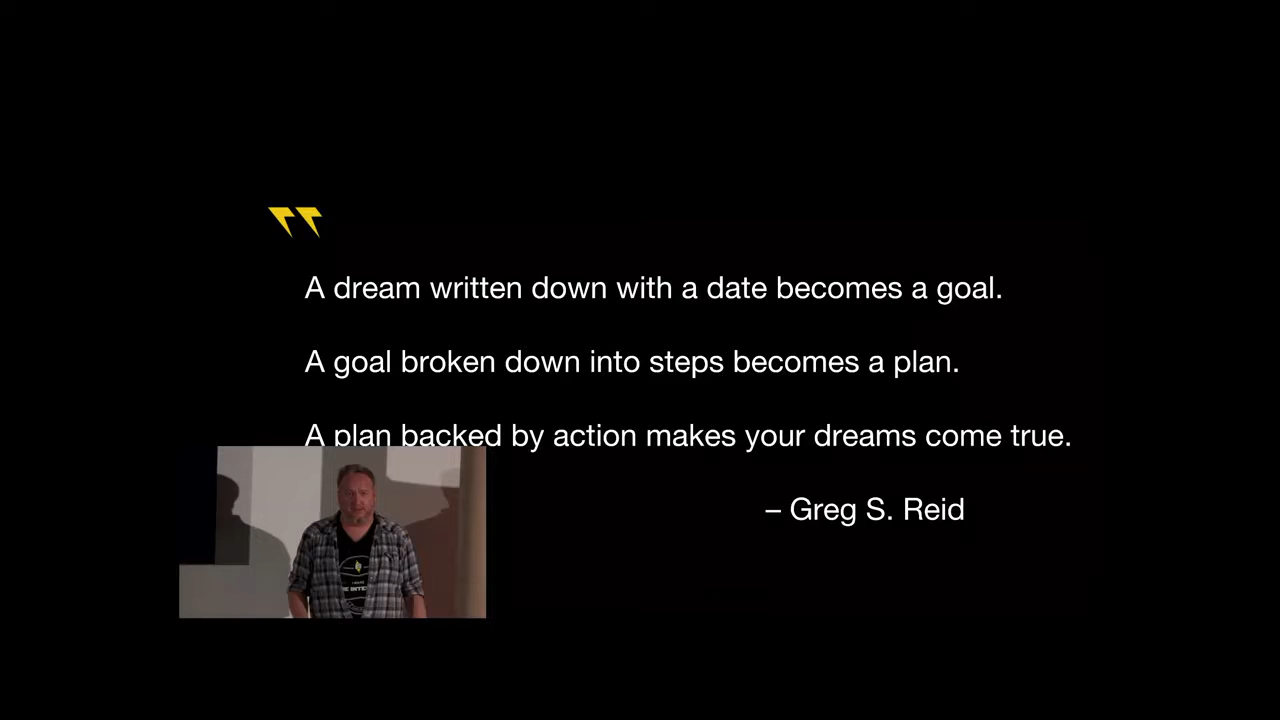 A dream written down with a date becomes a goal.
A goal broken down into steps becomes a plan.
A plan backed by action makes your dreams come true.
– Greg S. Reid